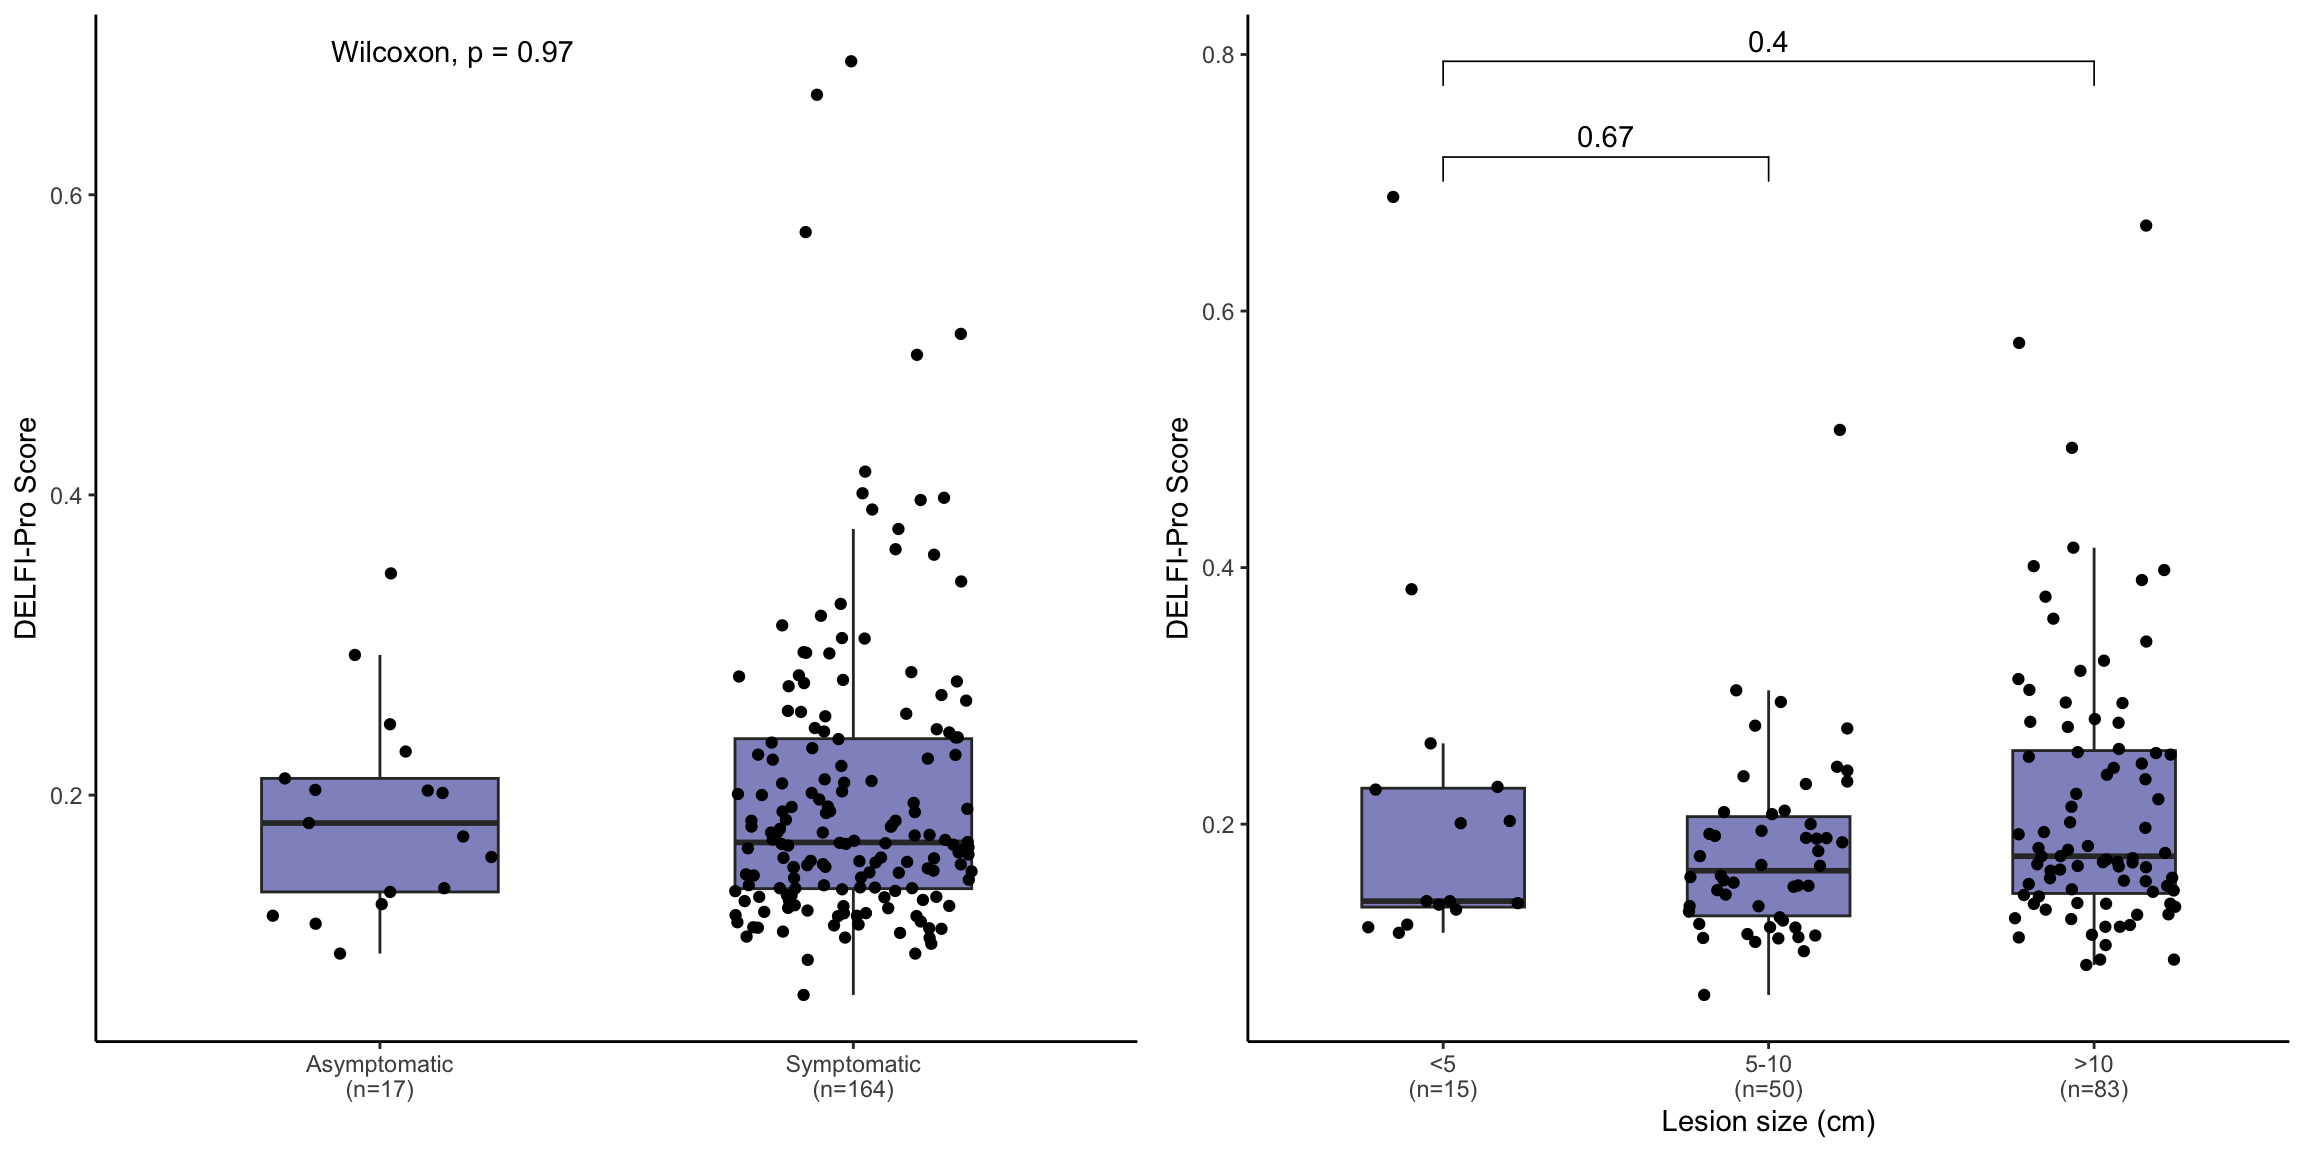 Wilcoxon, p = 0.97
DELFI-Pro Score
0.6
0.4
0.2
Asymptomatic
(n=17)
Symptomatic
(n=164)
0.4
0.67
DELFI-Pro Score
0.8
0.6
0.4
0.2
<5
(n=15)
5-10
(n=50)
>10
(n=83)
Lesion size (cm)